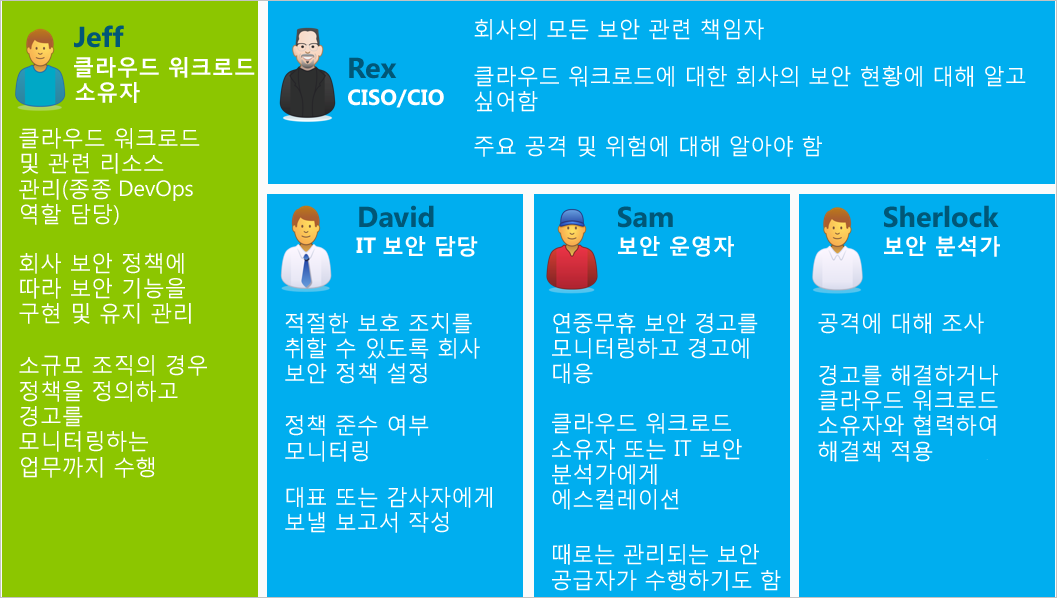 Jeff
클라우드 워크로드
소유자
클라우드 워크로드
및 관련 리소스
관리(종종 DevOps
역할 담당)
회사 보안 정책에
따라 보안 기능을
구현 및 유지 관리
소규모 조직의 경우
정책을 정의하고
경고를
모니터링하는
업무까지 수행
Rex
CISO/CIO
회사의 모든 보안 관련 책임자
클라우드 워크로드에 대한 회사의 보안 현황에 대해 알고
싶어함
주요 공격 및 위험에 대해 알아야 함
David
IT 보안 담당
적절한 보호 조치를
취할 수 있도록 회사
보안 정책 설정
정책 준수 여부
모니터링
대표 또는 감사자에게
보낼 보고서 작성
Sam
보안 운영자
연중무휴 보안 경고를
모니터링하고 경고에
대응
클라우드 워크로드
소유자 또는 IT 보안
분석가에게
에스컬레이션
때로는 관리되는 보안
공급자가 수행하기도 함
Sherlock
보안 분석가
공격에 대해 조사
경고를 해결하거나
클라우드 워크로드
소유자와 협력하여
해결책 적용